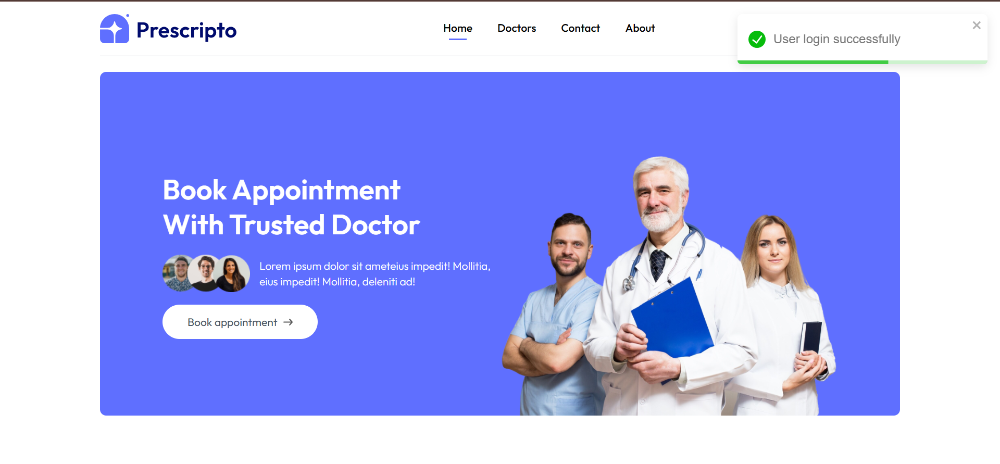 Prescripto
Home
Doctors
Contact
About
User login successfully
Book Appointment
With Trusted Doctor
Lorem ipsum dolor sit ameteius impedit! Mollitia,
eius impedit! Mollitia, deleniti ad!
Book appointment